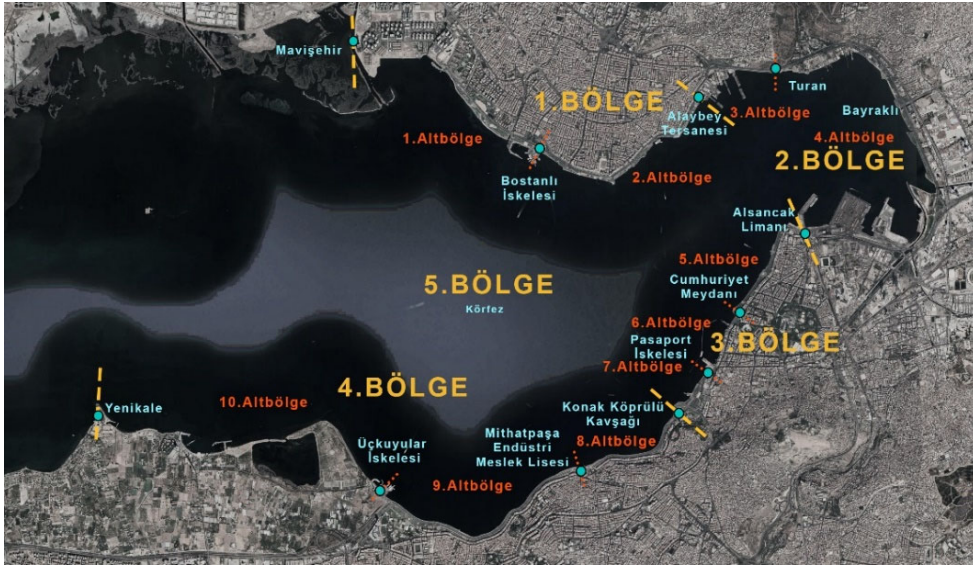 Mavişehir
1.BÖLGE
Turan
Alaybey
Tersanesi
3.Altbölge
Bayraklı
4.Altbölge
1.Altbölge
2.BÖLGE
Bostanlı
İskelesi
2.Altbölge
Alsancak
Limanı
5.Altbölge
5.BÖLGE
Körfez
Cumhuriyet
Meydanı
6.Altbölge
3.BÖLGE
Pasaport
İskelesi
7.Altbölge
4.BÖLGE
10.Altbölge
Yenikale
Konak Köprülü
Kavşağı
Üçkuyular
İskelesi
Mithatpaşa
Endüstri
Meslek Lisesi
8.Altbölge
9.Altbölge